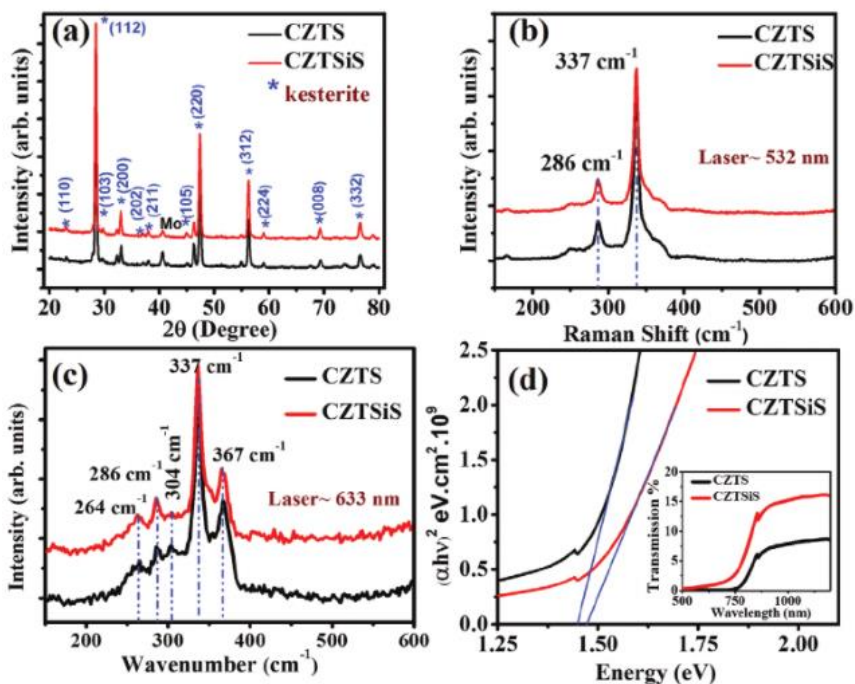 (a)
* (112)
CZTS
CZTSiS
* kesterite
* (110)
* (103)
* (200)
* (202)
* (211)
Mo
* (105)
* (220)
* (312)
* (224)
* (008)
* (332)
Intensity (arb. units)
20 30 40 50 60 70 80
2θ (Degree)
(b)
CZTS
CZTSiS
337 cm⁻¹
286 cm⁻¹
Laser~ 532 nm
Intensity (arb. units)
200 300 400 500 600
Raman Shift (cm⁻¹)
(c)
337 cm⁻¹
CZTS
CZTSiS
286 cm⁻¹
264 cm⁻¹
304 cm⁻¹
367 cm⁻¹
Laser~ 633 nm
Intensity (arb. units)
200 300 400 500 600
Wavenumber (cm⁻¹)
(d)
CZTS
CZTSiS
(αhν)² eV.cm².10⁹
2.5
2.0
1.5
1.0
0.5
0.0
1.25 1.50 1.75 2.00
Energy (eV)
CZTS
CZTSiS
Transmission %
20
15
10
5
0
500 750 1000
Wavelength (nm)